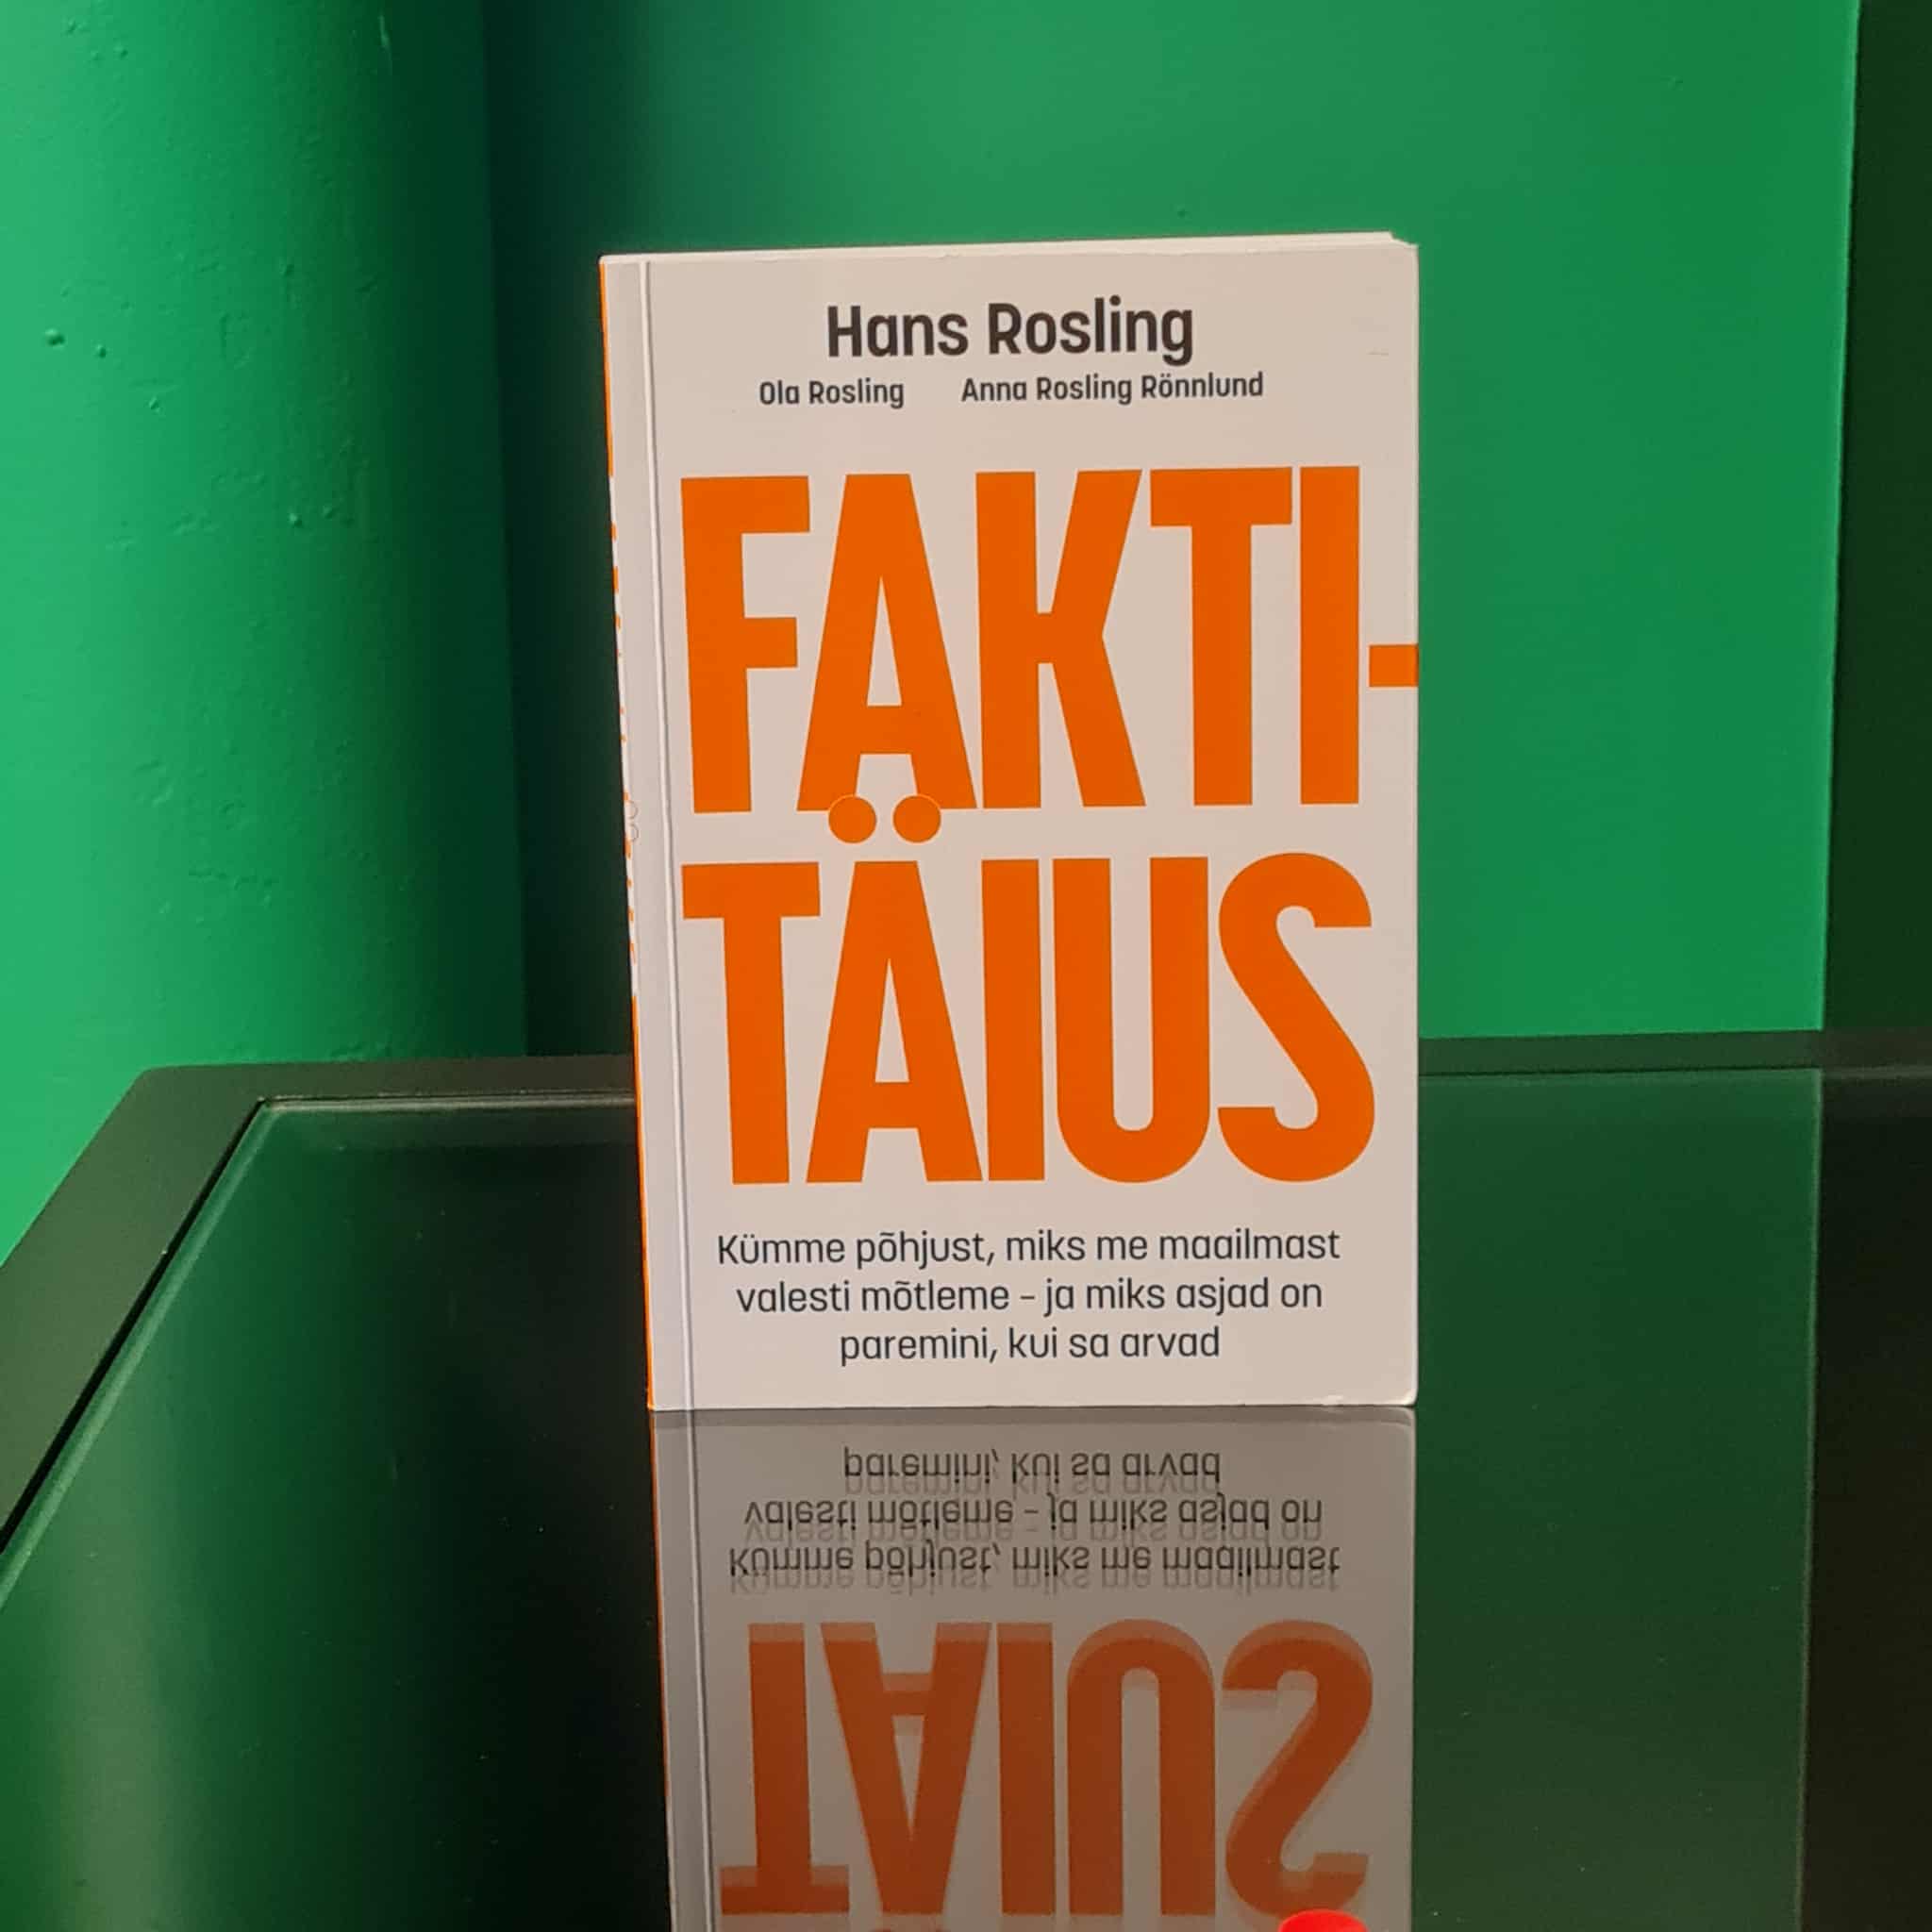 Hans Rosling
Ola Rosling Anna Rosling Rönnlund
FAKTI-
TÄIUS
Kümme põhjust, miks me maailmast
valesti mõtleme – ja miks asjad on
paremini, kui sa arvad